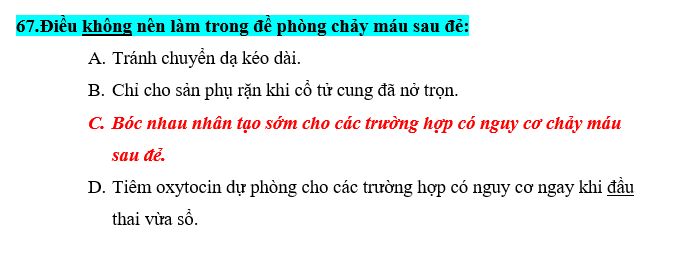 67.Điều không nên làm trong đề phòng chảy máu sau đẻ:
A. Tránh chuyển dạ kéo dài.
B. Chỉ cho sản phụ rặn khi cổ tử cung đã nở trọn.
C. Bóc nhau nhân tạo sớm cho các trường hợp có nguy cơ chảy máu
sau đẻ.
D. Tiêm oxytocin dự phòng cho các trường hợp có nguy cơ ngay khi đầu
thai vừa sổ.